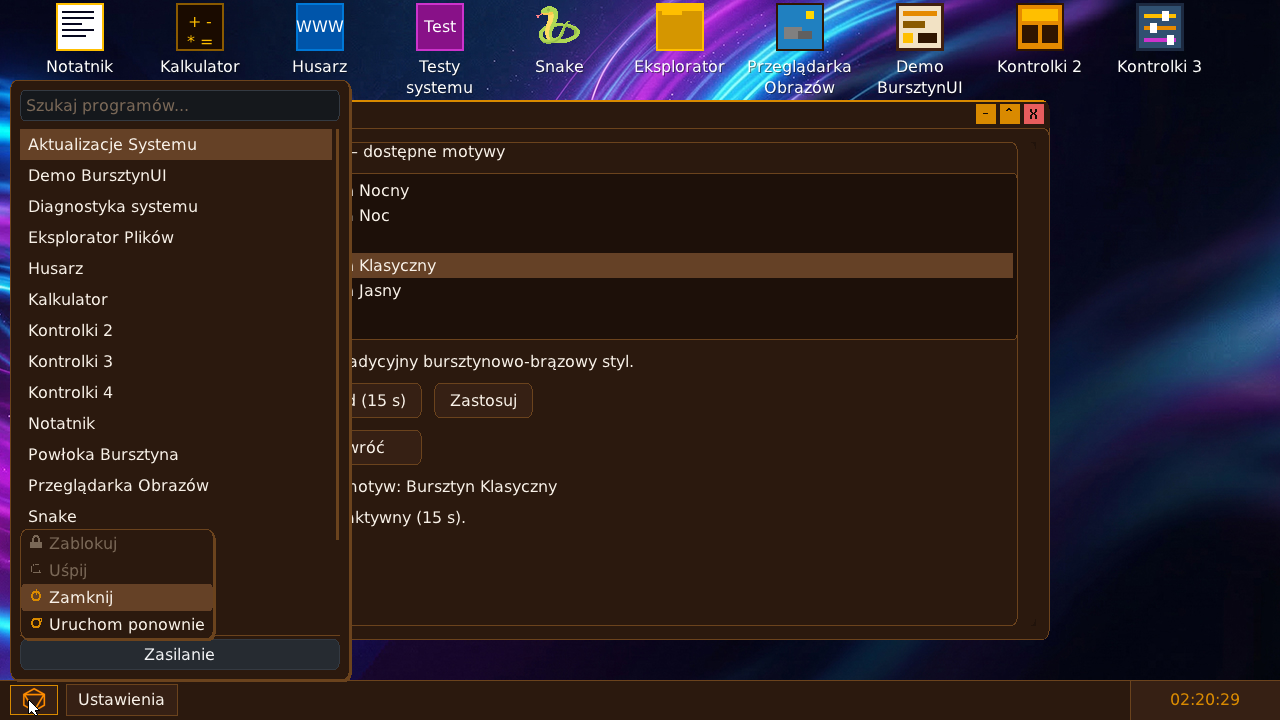 + -
* =
WWW
Test
Notatnik
Kalkulator
Husarz
Testy
systemu
Snake
Eksplorator
Przeglądarka
Obrazów
Demo
BursztynUI
Kontrolki 2
Kontrolki 3
Szukaj programów...
Aktualizacje Systemu
Demo BursztynUI
Diagnostyka systemu
Eksplorator Plików
Husarz
Kalkulator
Kontrolki 2
Kontrolki 3
Kontrolki 4
Notatnik
Powłoka Bursztyna
Przeglądarka Obrazów
Snake
Zablokuj
Uśpij
Zamknij
Uruchom ponownie
Zasilanie
– dostępne motywy
Nocny
Noc
Klasyczny
Jasny
adycyjny bursztynowo-brązowy styl.
(15 s)
Zastosuj
wróć
motyw: Bursztyn Klasyczny
aktywny (15 s).
Ustawienia
02:20:29